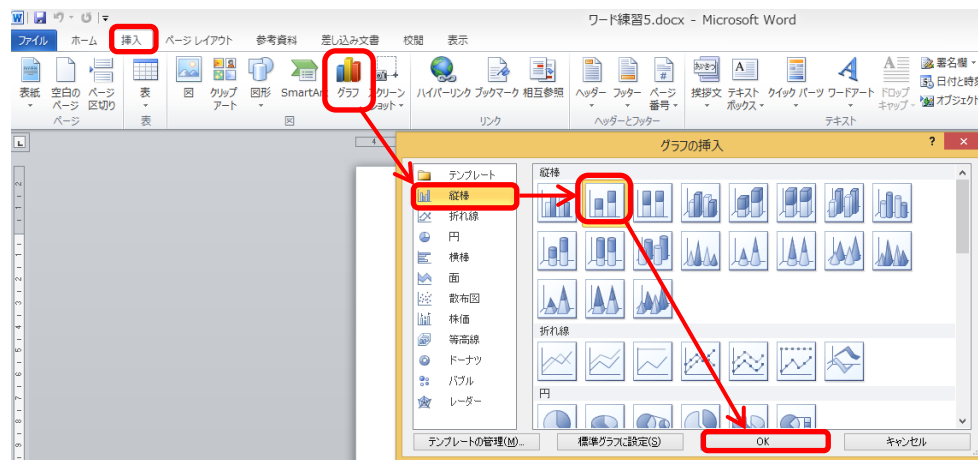 ワード練習5.docx - Microsoft Word
ファイル ホーム 挿入 ページ レイアウト 参考資料 差し込み文書 校閲 表示
表紙 空白の ページ 表 図 クリップ 図形 SmartArt グラフ スクリーン ハイパーリンク ブックマーク 相互参照 ヘッダー フッター ページ 挨拶文 テキスト クイック パーツ ワードアート ドロップ 署名欄
ページ 区切り アート ショット 番号 ボックス キャップ 日付と時刻
オブジェクト
ページ 表 図 リンク ヘッダーとフッター テキスト
グラフの挿入
テンプレート 縦棒
縦棒
折れ線
円
横棒
面
散布図
株価
折れ線
等高線
ドーナツ
バブル
円
レーダー
テンプレートの管理(M)... 標準グラフに設定(S) OK キャンセル